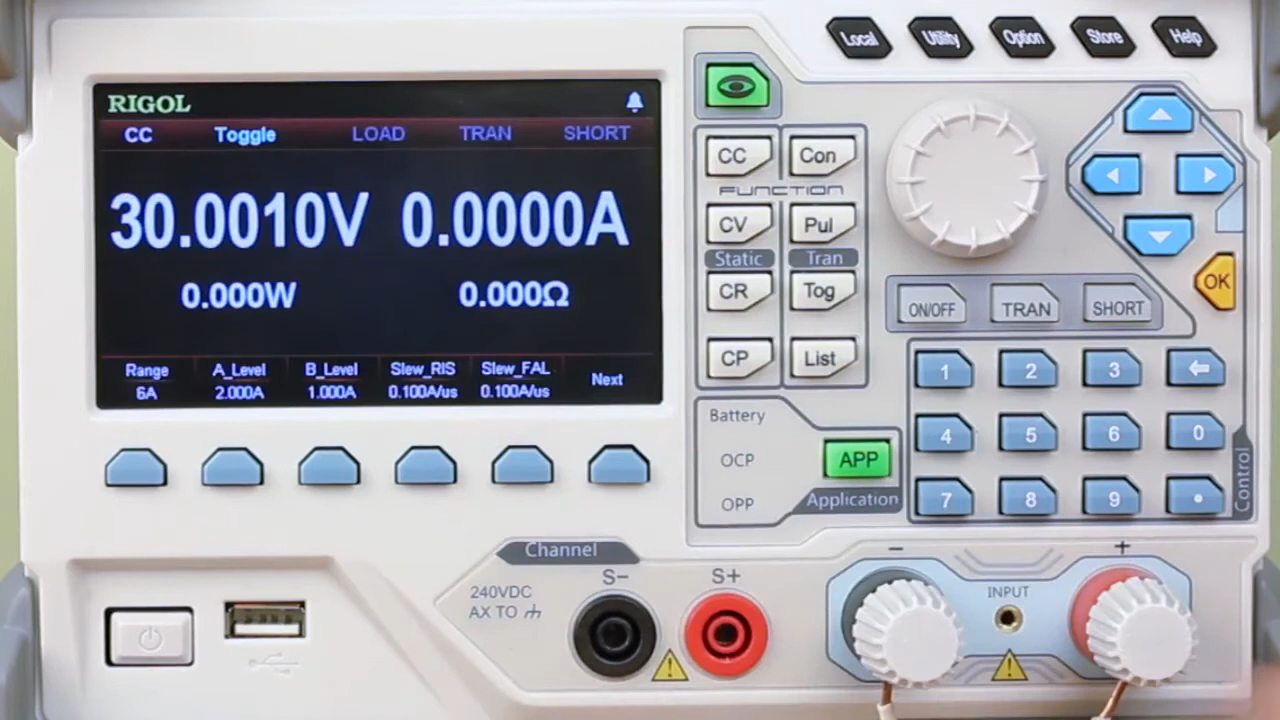 Local Utility Option Store Help
RIGOL
CC Toggle LOAD TRAN SHORT
30.0010V 0.0000A
0.000W 0.000Ω
Range A_Level B_Level Slew_RIS Slew_FAL Next
6A 2.000A 1.000A 0.100A/us 0.100A/us
CC Con
FUNCTION
CV Pul
Static Tran
CR Tog
CP List
OK
ON/OFF TRAN SHORT
1 2 3
4 5 6 0
7 8 9 .
Control
Battery
OCP
OPP
APP
Application
Channel
240VDC
AX TO
S- S+
- +
INPUT